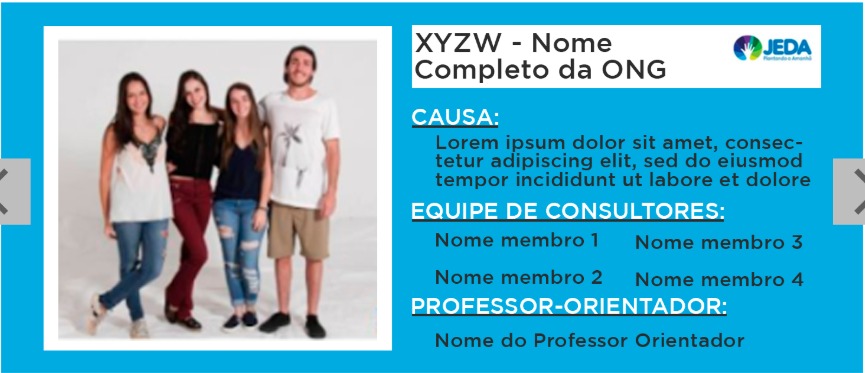 XYZW - Nome
Completo da ONG
JEDA
Plantando o Amanhã
CAUSA:
Lorem ipsum dolor sit amet, consec-
tetur adipiscing elit, sed do eiusmod
tempor incididunt ut labore et dolore
EQUIPE DE CONSULTORES:
Nome membro 1 Nome membro 3
Nome membro 2 Nome membro 4
PROFESSOR-ORIENTADOR:
Nome do Professor Orientador